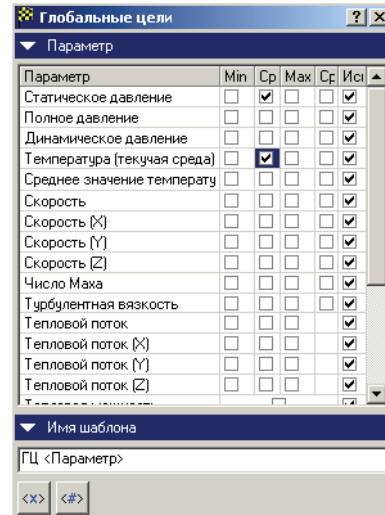 Глобальные цели
Параметр
Параметр Min Ср Max Ср Исı
Статическое давление
Полное давление
Динамическое давление
Температура (текучая среда)
Среднее значение температу
Скорость
Скорость (X)
Скорость (Y)
Скорость (Z)
Число Маха
Турбулентная вязкость
Тепловой поток
Тепловой поток (X)
Тепловой поток (Y)
Тепловой поток (Z)
Имя шаблона
ГЦ <Параметр>
<x> <#>